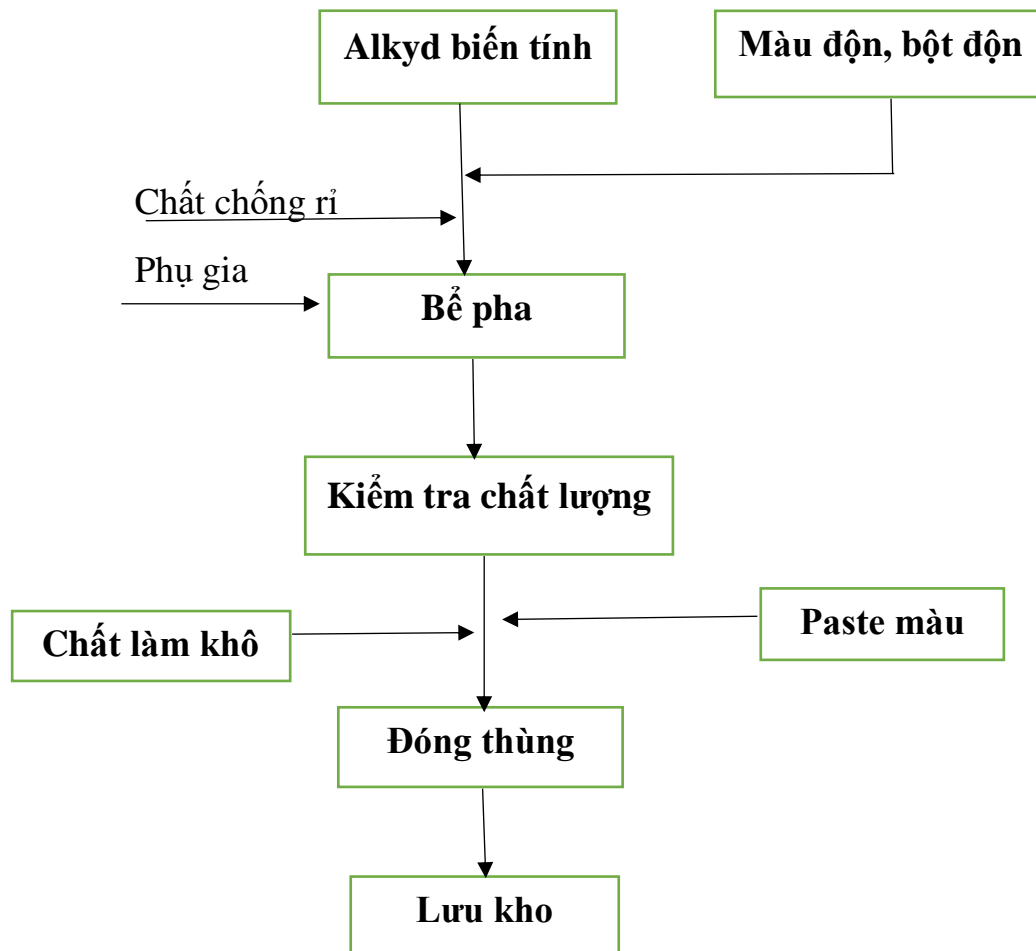 Alkyd biến tính
Màu độn, bột độn
Chất chống rỉ
Phụ gia
Bể pha
Kiểm tra chất lượng
Chất làm khô
Paste màu
Đóng thùng
Lưu kho